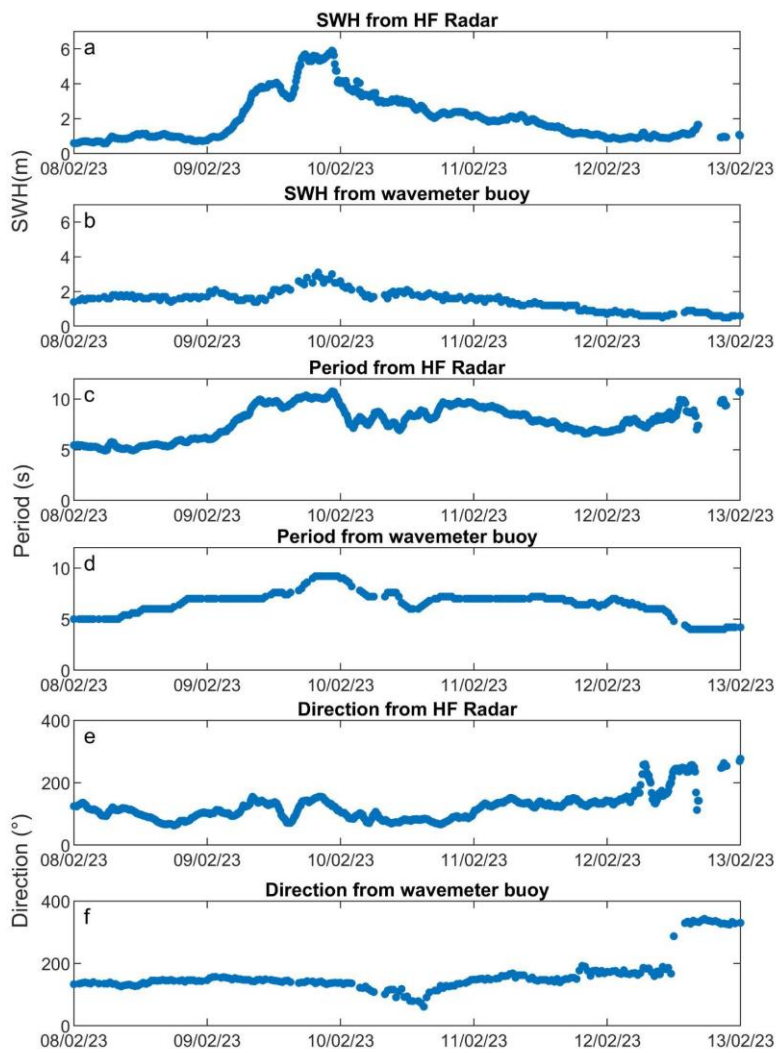 SWH from HF Radar
a
6
4
2
0
08/02/23 09/02/23 10/02/23 11/02/23 12/02/23 13/02/23
SWH(m)
SWH from wavemeter buoy
b
6
4
2
0
08/02/23 09/02/23 10/02/23 11/02/23 12/02/23 13/02/23
Period from HF Radar
c
10
5
0
08/02/23 09/02/23 10/02/23 11/02/23 12/02/23 13/02/23
Period (s)
Period from wavemeter buoy
d
10
5
0
08/02/23 09/02/23 10/02/23 11/02/23 12/02/23 13/02/23
Direction from HF Radar
400
e
200
0
08/02/23 09/02/23 10/02/23 11/02/23 12/02/23 13/02/23
Direction (°)
Direction from wavemeter buoy
400
f
200
0
08/02/23 09/02/23 10/02/23 11/02/23 12/02/23 13/02/23